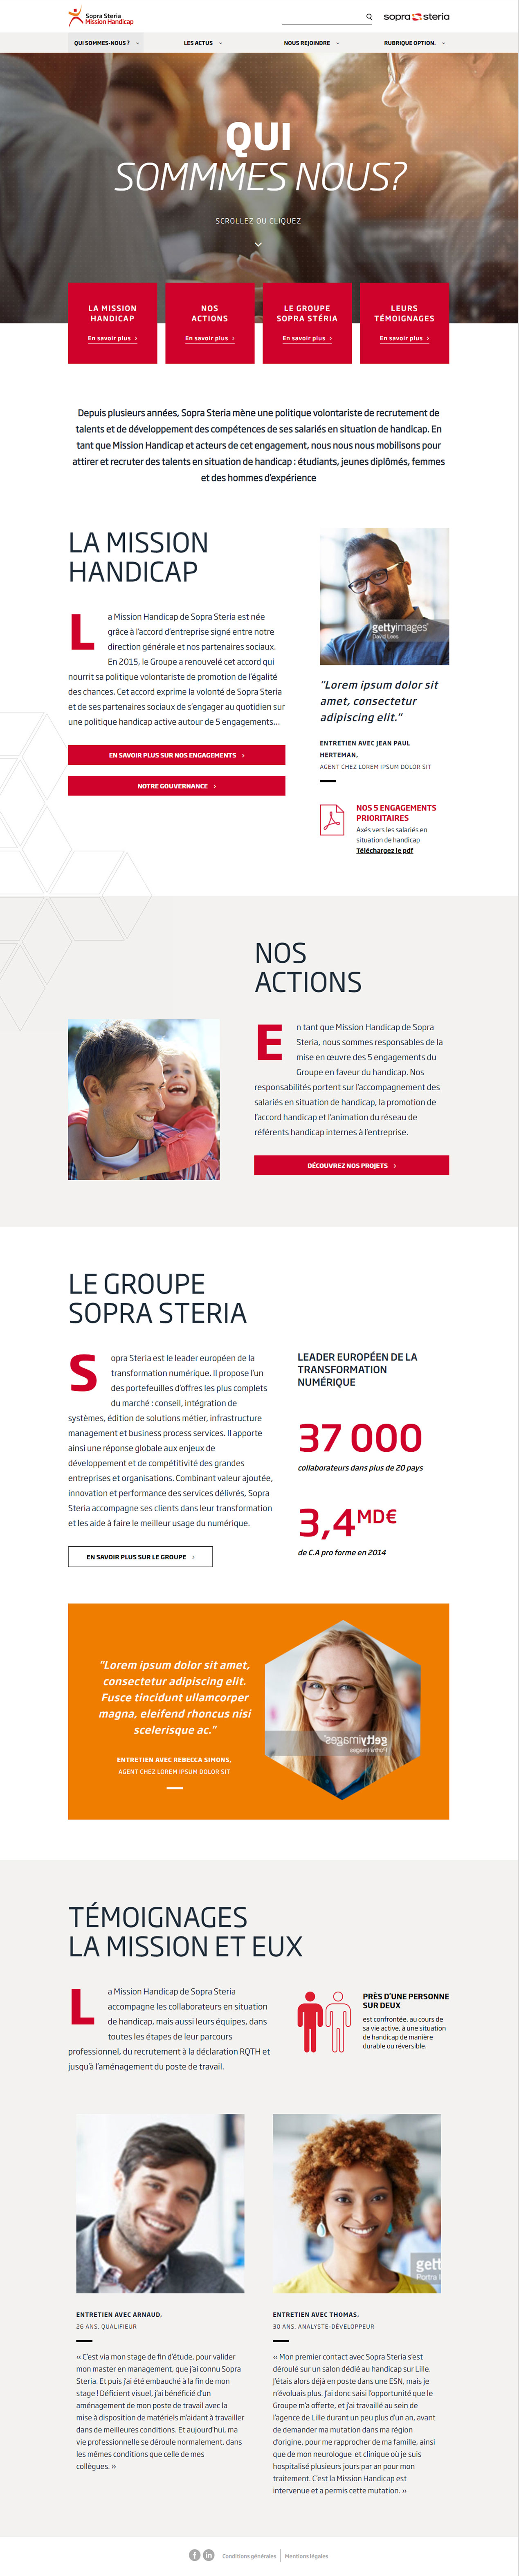 Sopra Steria
Mission Handicap
sopra steria
QUI SOMMES-NOUS ?
LES ACTUS
NOUS REJOINDRE
RUBRIQUE OPTION.
QUI
SOMMMES NOUS?
SCROLLEZ OU CLIQUEZ
LA MISSION
HANDICAP
En savoir plus
NOS
ACTIONS
En savoir plus
LE GROUPE
SOPRA STÉRIA
En savoir plus
LEURS
TÉMOIGNAGES
En savoir plus
Depuis plusieurs années, Sopra Steria mène une politique volontariste de recrutement de
talents et de développement des compétences de ses salariés en situation de handicap. En
tant que Mission Handicap et acteurs de cet engagement, nous nous nous mobilisons pour
attirer et recruter des talents en situation de handicap : étudiants, jeunes diplômés, femmes
et des hommes d'expérience
LA MISSION
HANDICAP
La Mission Handicap de Sopra Steria est née
grâce à l'accord d'entreprise signé entre notre
direction générale et nos partenaires sociaux.
En 2015, le Groupe a renouvelé cet accord qui
nourrit sa politique volontariste de promotion de l'égalité
des chances. Cet accord exprime la volonté de Sopra Steria
et de ses partenaires sociaux de s'engager au quotidien sur
une politique handicap active autour de 5 engagements...
EN SAVOIR PLUS SUR NOS ENGAGEMENTS
NOTRE GOUVERNANCE
gettyimages
David Lees
"Lorem ipsum dolor sit
amet, consectetur
adipiscing elit."
ENTRETIEN AVEC JEAN PAUL
HERTEMAN,
AGENT CHEZ LOREM IPSUM DOLOR SIT
NOS 5 ENGAGEMENTS
PRIORITAIRES
Axés vers les salariés en
situation de handicap
Téléchargez le pdf
NOS
ACTIONS
En tant que Mission Handicap de Sopra
Steria, nous sommes responsables de la
mise en œuvre des 5 engagements du
Groupe en faveur du handicap. Nos
responsabilités portent sur l'accompagnement des
salariés en situation de handicap, la promotion de
l'accord handicap et l'animation du réseau de
référents handicap internes à l'entreprise.
DÉCOUVREZ NOS PROJETS
LE GROUPE
SOPRA STERIA
Sopra Steria est le leader européen de la
transformation numérique. Il propose l'un
des portefeuilles d'offres les plus complets
du marché : conseil, intégration de
systèmes, édition de solutions métier, infrastructure
management et business process services. Il apporte
ainsi une réponse globale aux enjeux de
développement et de compétitivité des grandes
entreprises et organisations. Combinant valeur ajoutée,
innovation et performance des services délivrés, Sopra
Steria accompagne ses clients dans leur transformation
et les aide à faire le meilleur usage du numérique.
EN SAVOIR PLUS SUR LE GROUPE
LEADER EUROPÉEN DE LA
TRANSFORMATION
NUMÉRIQUE
37 000
collaborateurs dans plus de 20 pays
3,4 MD€
de C.A pro forme en 2014
"Lorem ipsum dolor sit amet,
consectetur adipiscing elit.
Fusce tincidunt ullamcorper
magna, eleifend rhoncus nisi
scelerisque ac."
ENTRETIEN AVEC REBECCA SIMONS,
AGENT CHEZ LOREM IPSUM DOLOR SIT
gettyimages
Portra Images
TÉMOIGNAGES
LA MISSION ET EUX
La Mission Handicap de Sopra Steria
accompagne les collaborateurs en situation
de handicap, mais aussi leurs équipes, dans
toutes les étapes de leur parcours
professionnel, du recrutement à la déclaration RQTH et
jusqu'à l'aménagement du poste de travail.
PRÈS D'UNE PERSONNE
SUR DEUX
est confrontée, au cours de
sa vie active, à une situation
de handicap de manière
durable ou réversible.
gett
Portra I
ENTRETIEN AVEC ARNAUD,
26 ANS, QUALIFIEUR
« C'est via mon stage de fin d'étude, pour valider
mon master en management, que j'ai connu Sopra
Steria. Et puis j'ai été embauché à la fin de mon
stage ! Déficient visuel, j'ai bénéficié d'un
aménagement de mon poste de travail avec la
mise à disposition de matériels m'aidant à travailler
dans de meilleures conditions. Et aujourd'hui, ma
vie professionnelle se déroule normalement, dans
les mêmes conditions que celle de mes
collègues. »
ENTRETIEN AVEC THOMAS,
30 ANS, ANALYSTE-DÉVELOPPEUR
« Mon premier contact avec Sopra Steria s'est
déroulé sur un salon dédié au handicap sur Lille.
J'étais alors déjà en poste dans une ESN, mais je
n'évoluais plus. J'ai donc saisi l'opportunité que le
Groupe m'a offerte, et j'ai travaillé au sein de
l'agence de Lille durant un peu plus d'un an, avant
de demander ma mutation dans ma région
d'origine, pour me rapprocher de ma famille, ainsi
que de mon neurologue et clinique où je suis
hospitalisé plusieurs jours par an pour mon
traitement. C'est la Mission Handicap est
intervenue et a permis cette mutation. »
Conditions générales
Mentions légales